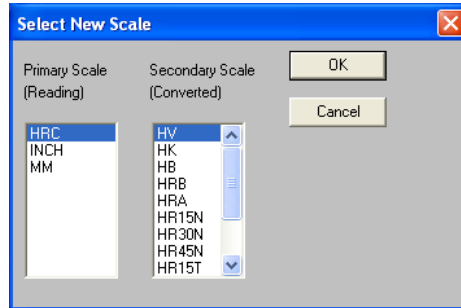 Select New Scale
Primary Scale
(Reading)
Secondary Scale
(Converted)
OK
Cancel
HRC
INCH
MM
HV
HK
HB
HRB
HRA
HR15N
HR30N
HR45N
HR15T